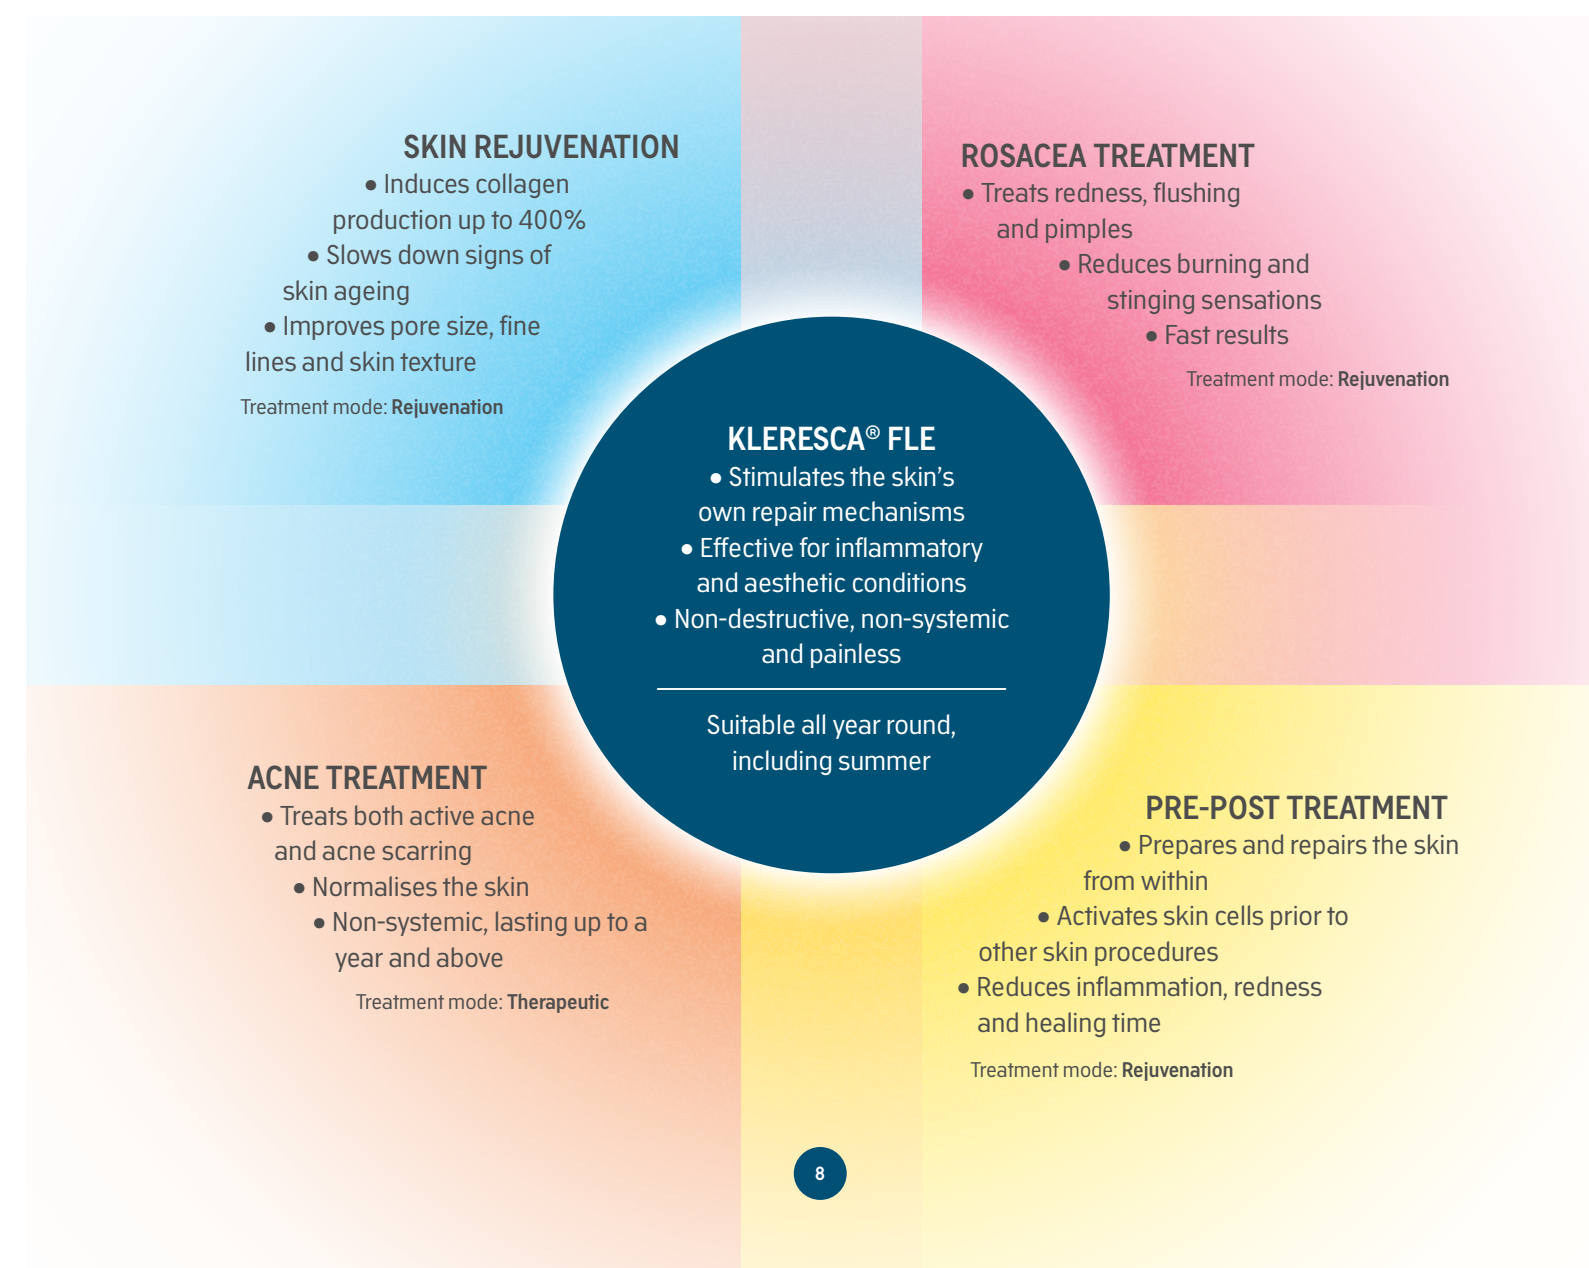 SKIN REJUVENATION
● Induces collagen
production up to 400%
● Slows down signs of
skin ageing
● Improves pore size, fine
lines and skin texture
Treatment mode: Rejuvenation
ROSACEA TREATMENT
● Treats redness, flushing
and pimples
● Reduces burning and
stinging sensations
● Fast results
Treatment mode: Rejuvenation
KLERESCA® FLE
● Stimulates the skin's
own repair mechanisms
● Effective for inflammatory
and aesthetic conditions
● Non-destructive, non-systemic
and painless
Suitable all year round,
including summer
ACNE TREATMENT
● Treats both active acne
and acne scarring
● Normalises the skin
● Non-systemic, lasting up to a
year and above
Treatment mode: Therapeutic
PRE-POST TREATMENT
● Prepares and repairs the skin
from within
● Activates skin cells prior to
other skin procedures
● Reduces inflammation, redness
and healing time
Treatment mode: Rejuvenation
8